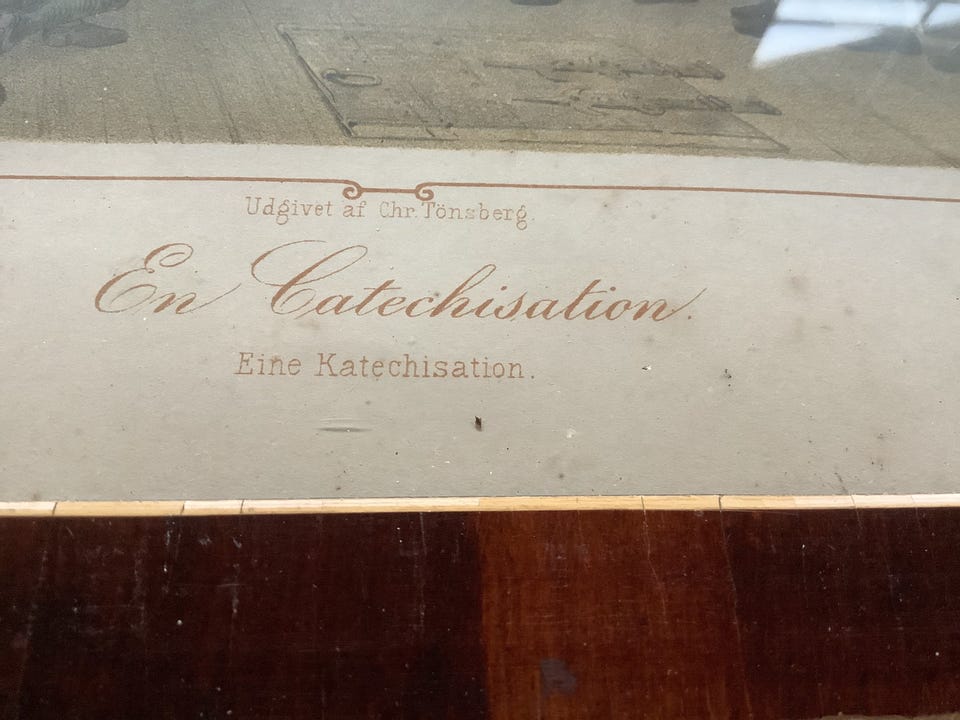 Udgivet af Chr. Tönsberg.
En Catechisation.
Eine Katechisation.